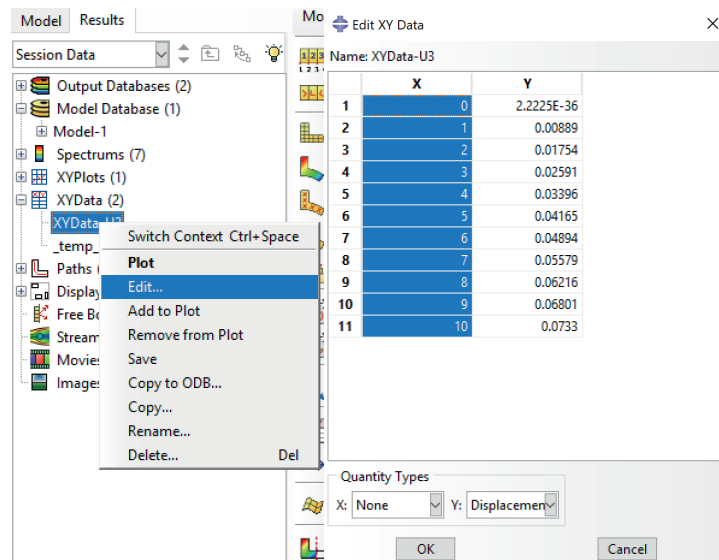 Model Results
Session Data
Output Databases (2)
Model Database (1)
Model-1
Spectrums (7)
XYPlots (1)
XYData (2)
XYData-U3
_temp_
Paths (
Display
Free Bo
Stream
Movies
Images
Switch Context Ctrl+Space
Plot
Edit...
Add to Plot
Remove from Plot
Save
Copy to ODB...
Copy...
Rename...
Delete... Del
Mo
1 2 3
Edit XY Data
Name: XYData-U3
X Y
1 0 2.2225E-36
2 1 0.00889
3 2 0.01754
4 3 0.02591
5 4 0.03396
6 5 0.04165
7 6 0.04894
8 7 0.05579
9 8 0.06216
10 9 0.06801
11 10 0.0733
Quantity Types
X: None Y: Displacemen
OK Cancel